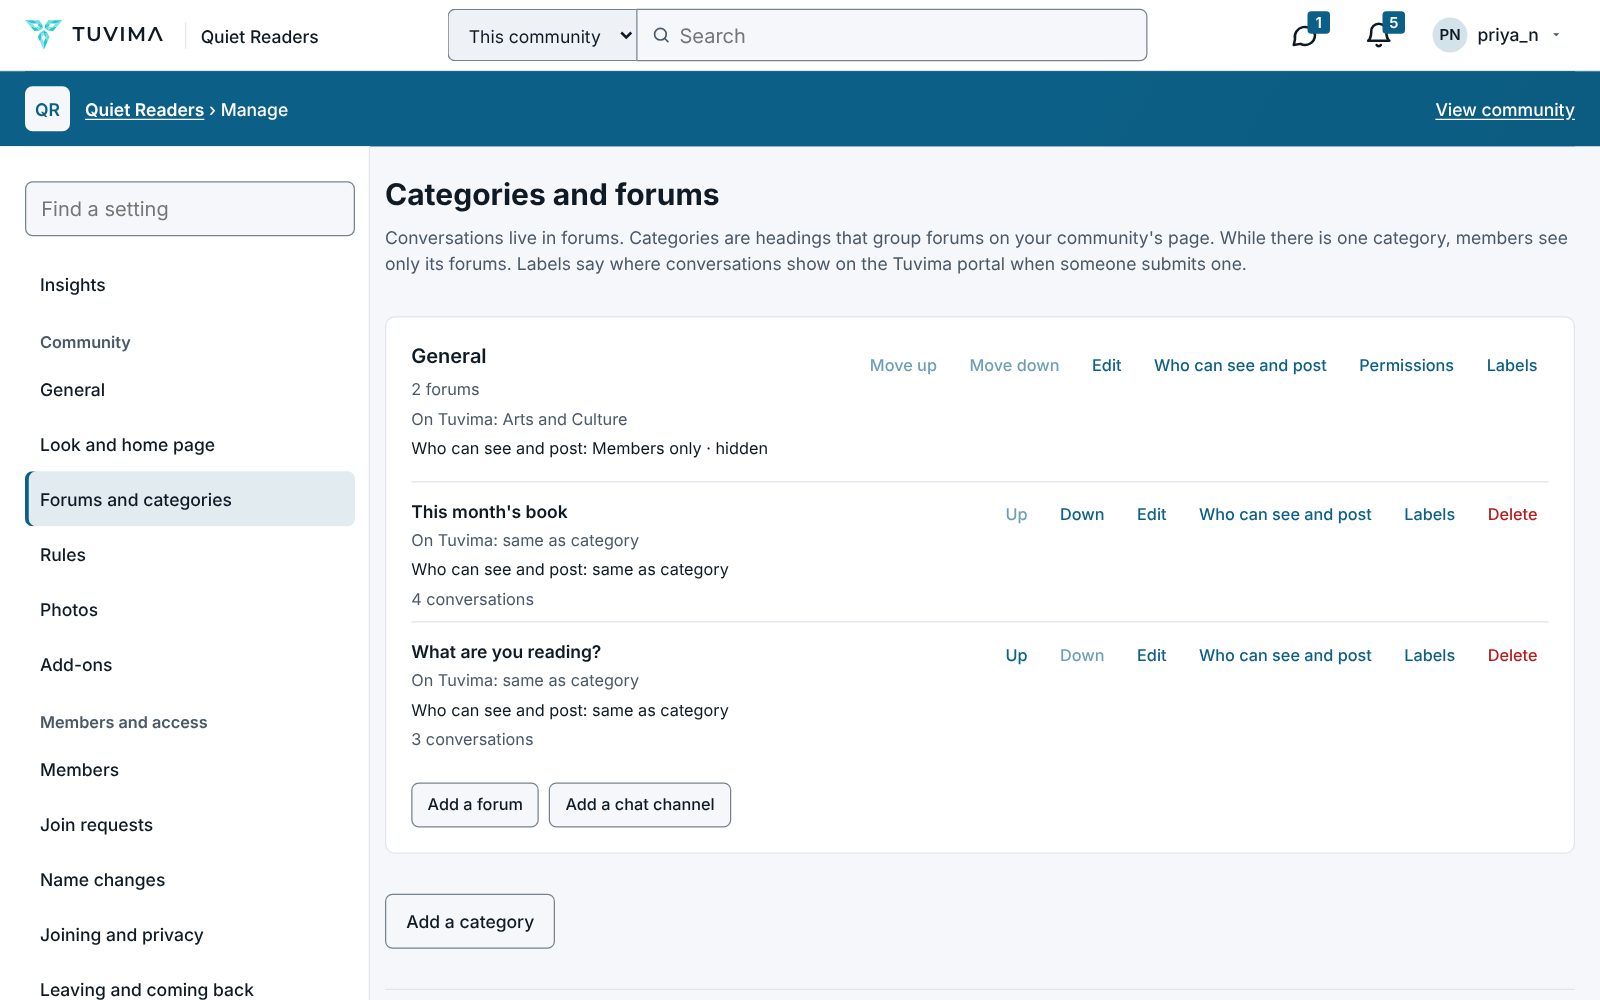 TUVIMA
Quiet Readers
This community
Search
1
5
PN
priya_n
QR
Quiet Readers › Manage
View community
Find a setting
Insights
Community
General
Look and home page
Forums and categories
Rules
Photos
Add-ons
Members and access
Members
Join requests
Name changes
Joining and privacy
Leaving and coming back
Categories and forums
Conversations live in forums. Categories are headings that group forums on your community's page. While there is one category, members see
only its forums. Labels say where conversations show on the Tuvima portal when someone submits one.
General
Move up
Move down
Edit
Who can see and post
Permissions
Labels
2 forums
On Tuvima: Arts and Culture
Who can see and post: Members only · hidden
This month's book
Up
Down
Edit
Who can see and post
Labels
Delete
On Tuvima: same as category
Who can see and post: same as category
4 conversations
What are you reading?
Up
Down
Edit
Who can see and post
Labels
Delete
On Tuvima: same as category
Who can see and post: same as category
3 conversations
Add a forum
Add a chat channel
Add a category